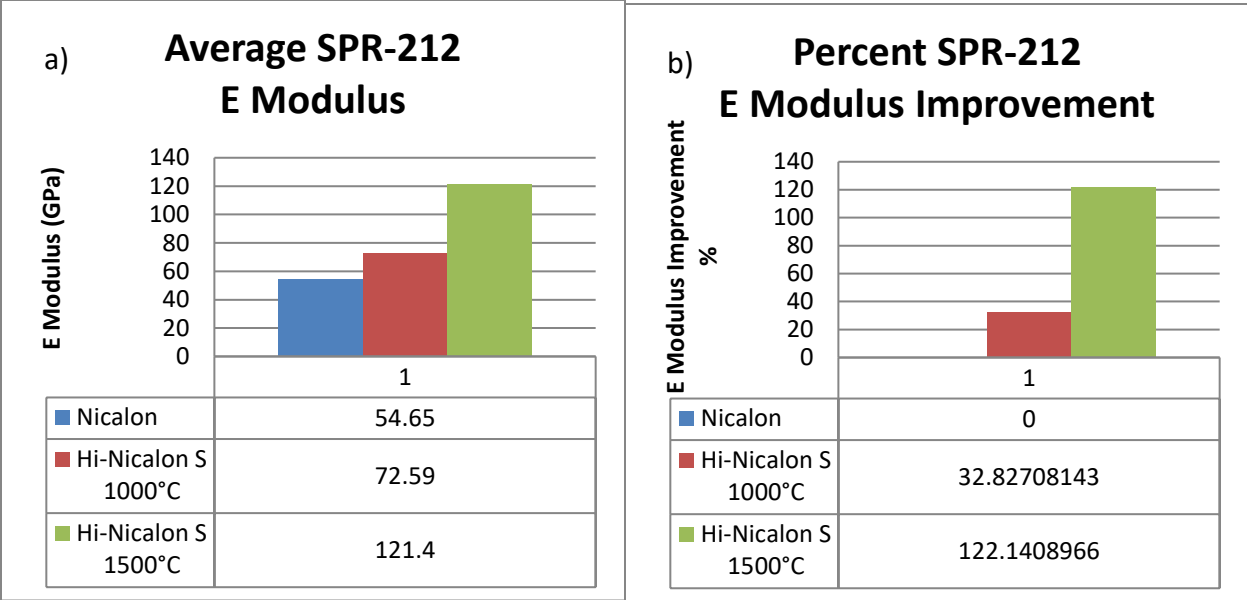 a)
Average SPR-212
E Modulus
E Modulus (GPa)
140
120
100
80
60
40
20
0
1
Nicalon
54.65
Hi-Nicalon S
1000°C
72.59
Hi-Nicalon S
1500°C
121.4
b)
Percent SPR-212
E Modulus Improvement
E Modulus Improvement
%
140
120
100
80
60
40
20
0
1
Nicalon
0
Hi-Nicalon S
1000°C
32.82708143
Hi-Nicalon S
1500°C
122.1408966